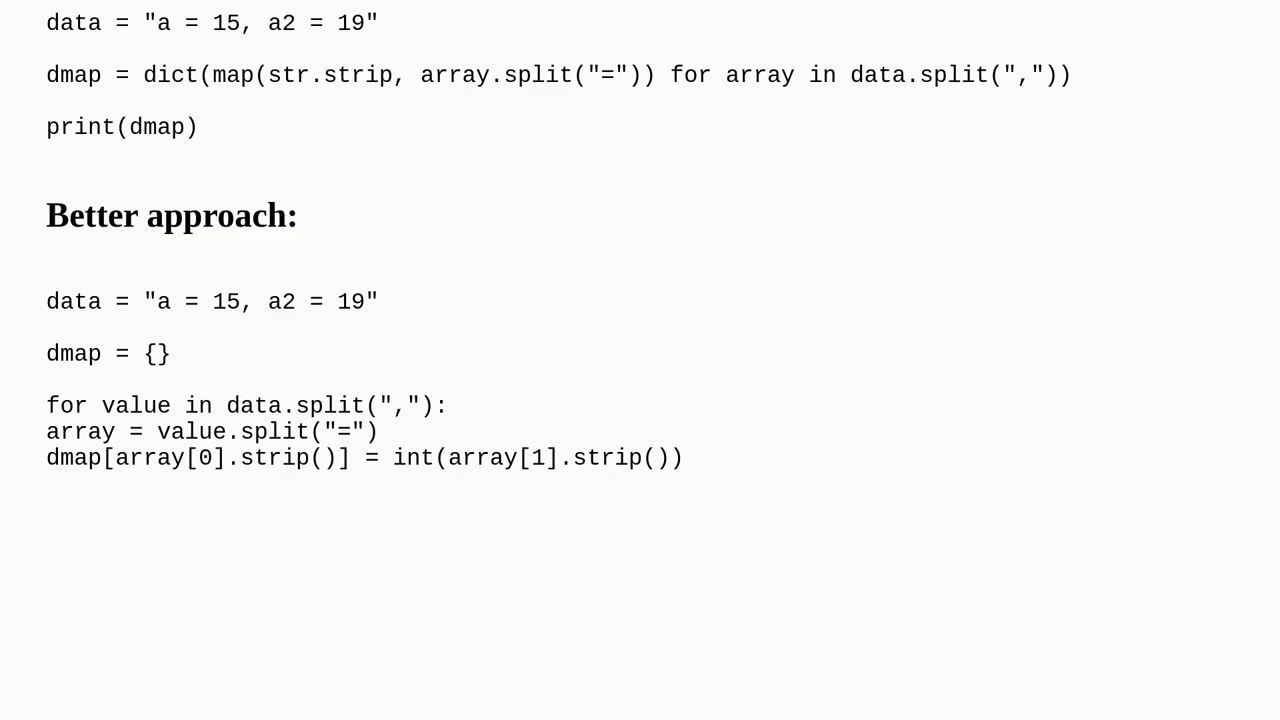 data = "a = 15, a2 = 19"
dmap = dict(map(str.strip, array.split("=")) for array in data.split(","))
print(dmap)
Better approach:
data = "a = 15, a2 = 19"
dmap = {}
for value in data.split(","):
array = value.split("=")
dmap[array[0].strip()] = int(array[1].strip())